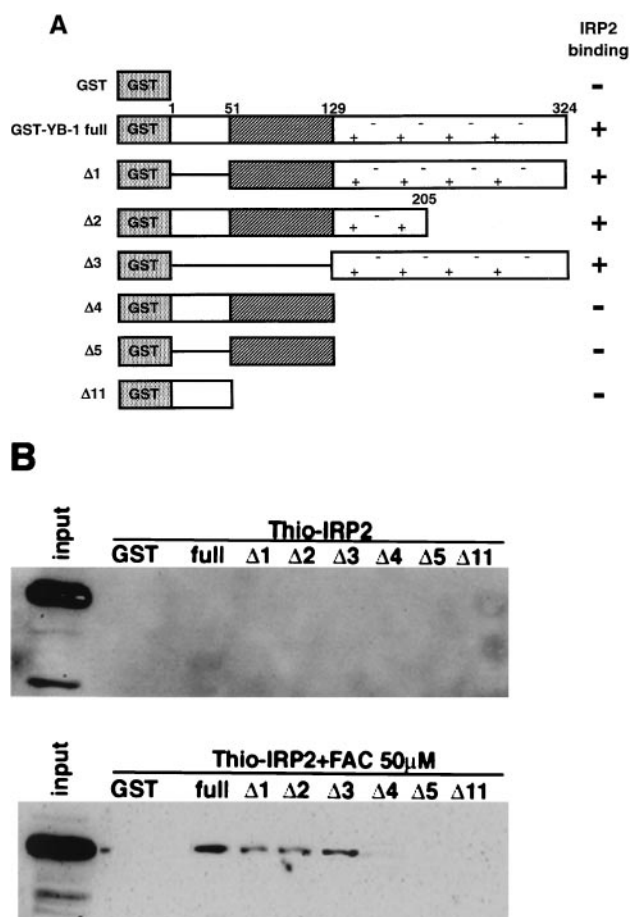 A
IRP2
binding
GST GST -
1 51 129 324
GST-YB-1 full GST + - + - + - + - +
Δ1 GST + - + - + - + - +
205
Δ2 GST + - + +
Δ3 GST + - + - + - + - +
Δ4 GST -
Δ5 GST -
Δ11 GST -
B
input
Thio-IRP2
GST full Δ1 Δ2 Δ3 Δ4 Δ5 Δ11
input
Thio-IRP2+FAC 50μM
GST full Δ1 Δ2 Δ3 Δ4 Δ5 Δ11